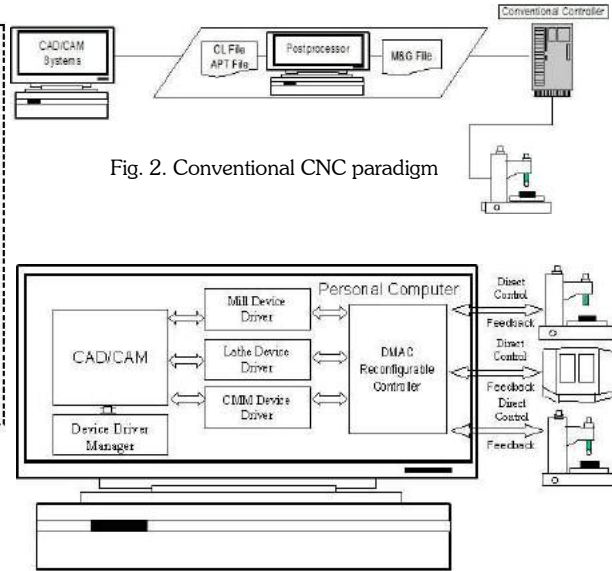 Conventional Controller
CAD/CAM
Systems
CL File
APT File
Postprocessor
M&G File
Fig. 2. Conventional CNC paradigm
Personal Computer
CAD/CAM
Device Driver
Manager
Mill Device
Driver
Lathe Device
Driver
CMM Device
Driver
DMAC
Reconfigurable
Controller
Direct
Control
Feedback
Direct
Control
Feedback
Direct
Control
Feedback